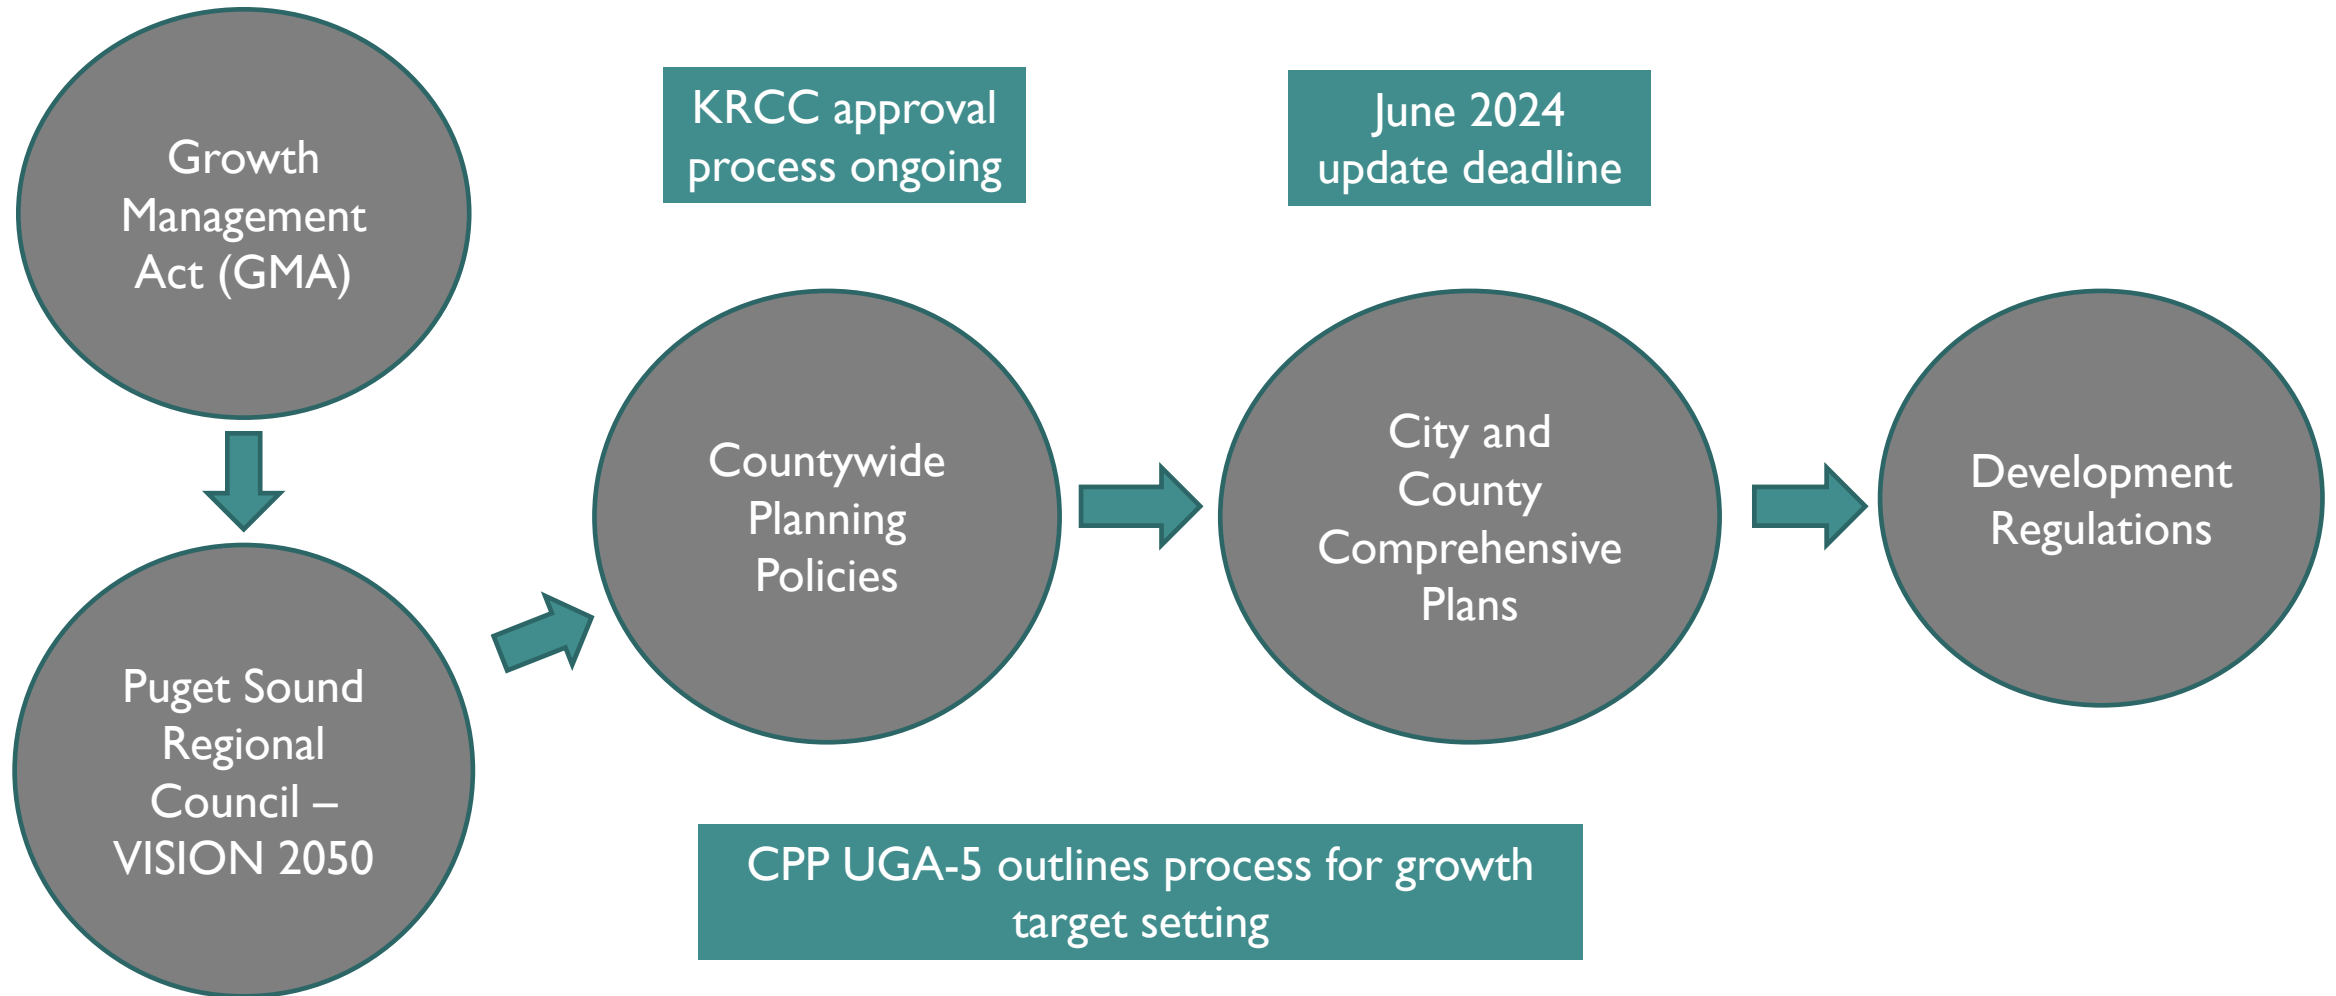 Growth
Management
Act (GMA)
KRCC approval
process ongoing
June 2024
update deadline
Puget Sound
Regional
Council –
VISION 2050
Countywide
Planning
Policies
City and
County
Comprehensive
Plans
Development
Regulations
CPP UGA-5 outlines process for growth
target setting